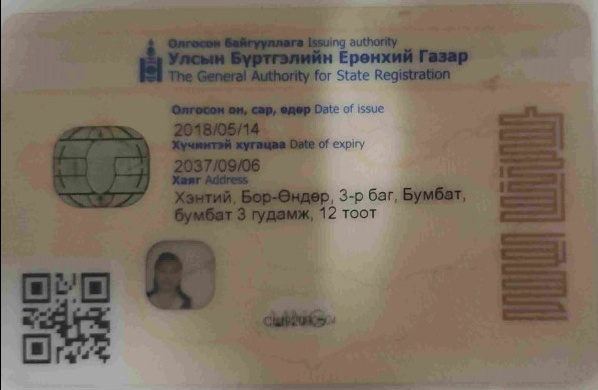 Олгосон байгууллага Issuing authority
Улсын Бүртгэлийн Ерөнхий Газар
The General Authority for State Registration
Олгосон он, сар, өдөр Date of issue
2018/05/14
Хүчинтэй хугацаа Date of expiry
2037/09/06
Хаяг Address
Хэнтий, Бор-Өндөр, 3-р баг, Бумбат,
бумбат 3 гудамж, 12 тоот